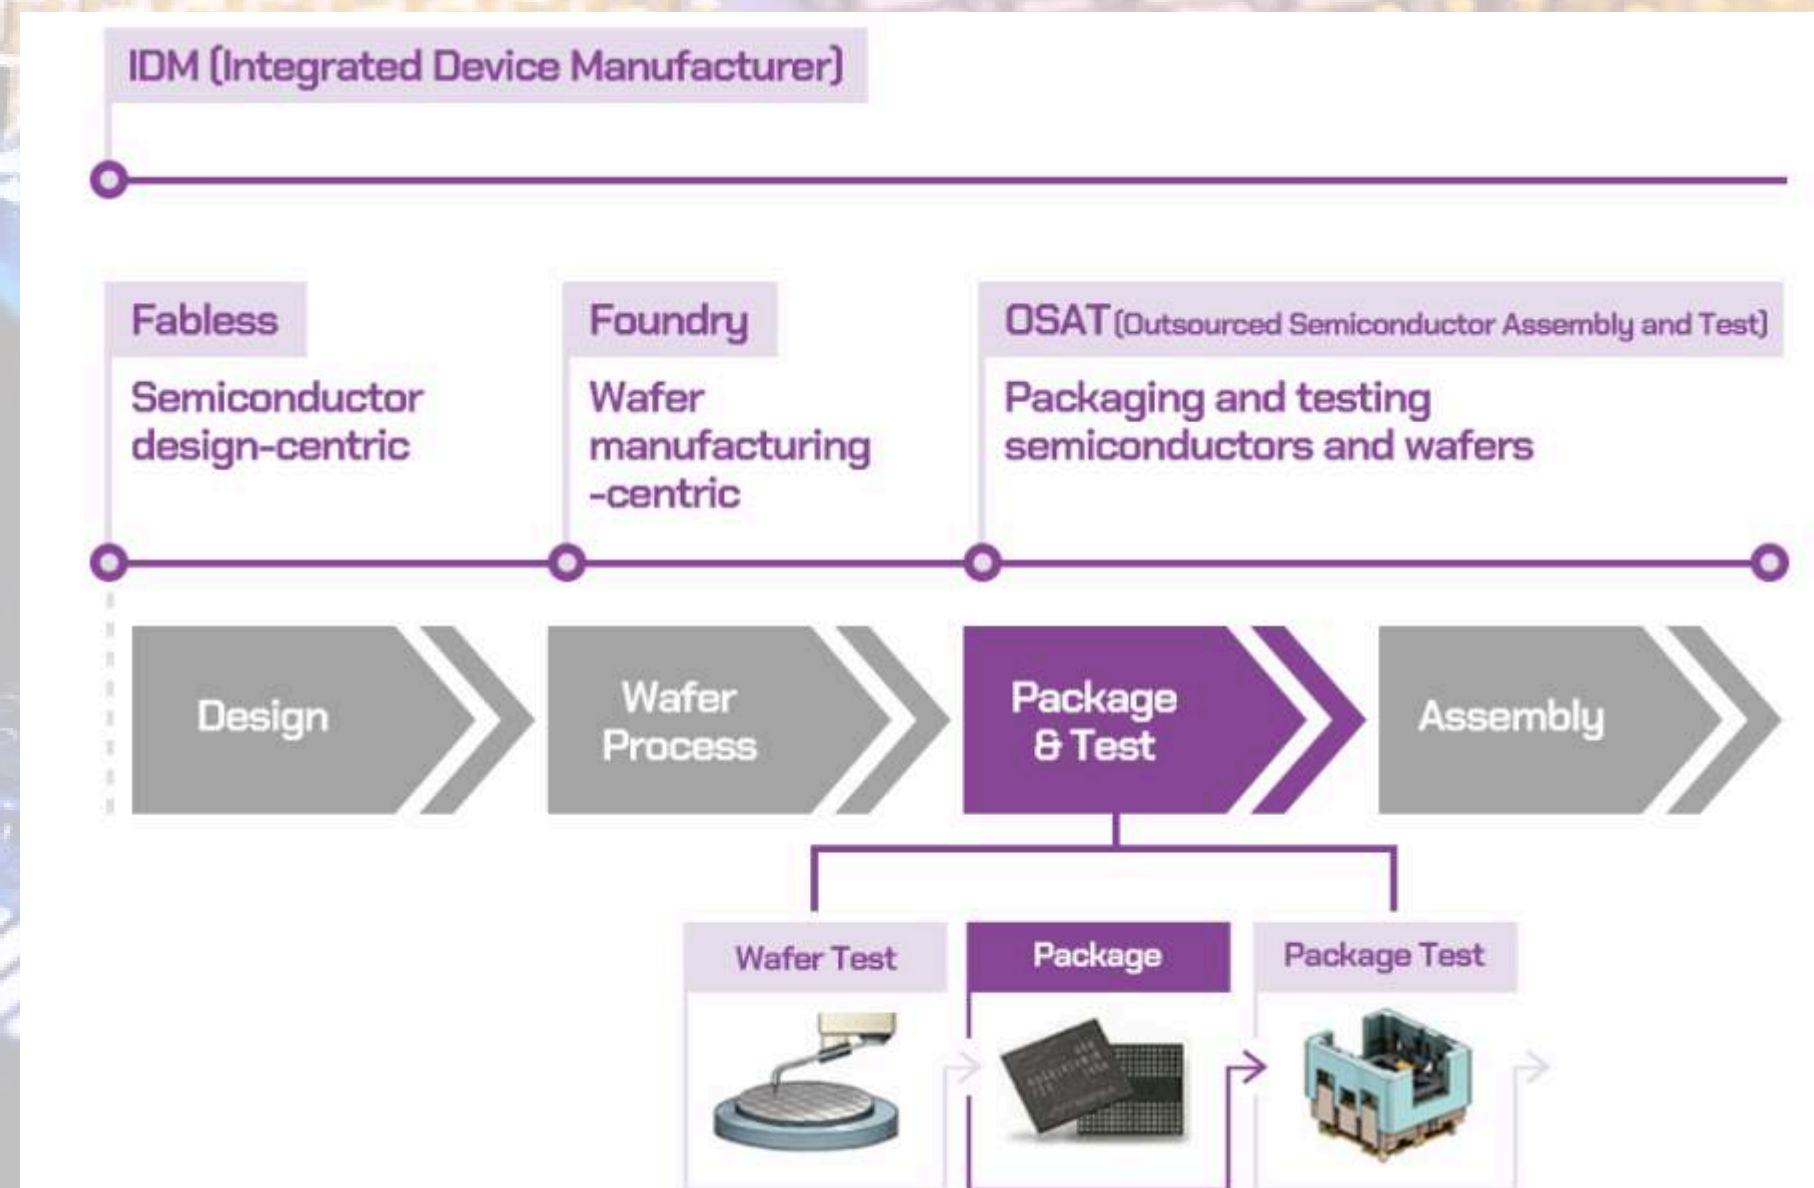 IDM (Integrated Device Manufacturer)
Fabless
Semiconductor
design-centric
Foundry
Wafer
manufacturing
-centric
OSAT (Outsourced Semiconductor Assembly and Test)
Packaging and testing
semiconductors and wafers
Design
Wafer
Process
Package
& Test
Assembly
Wafer Test
Package
Package Test